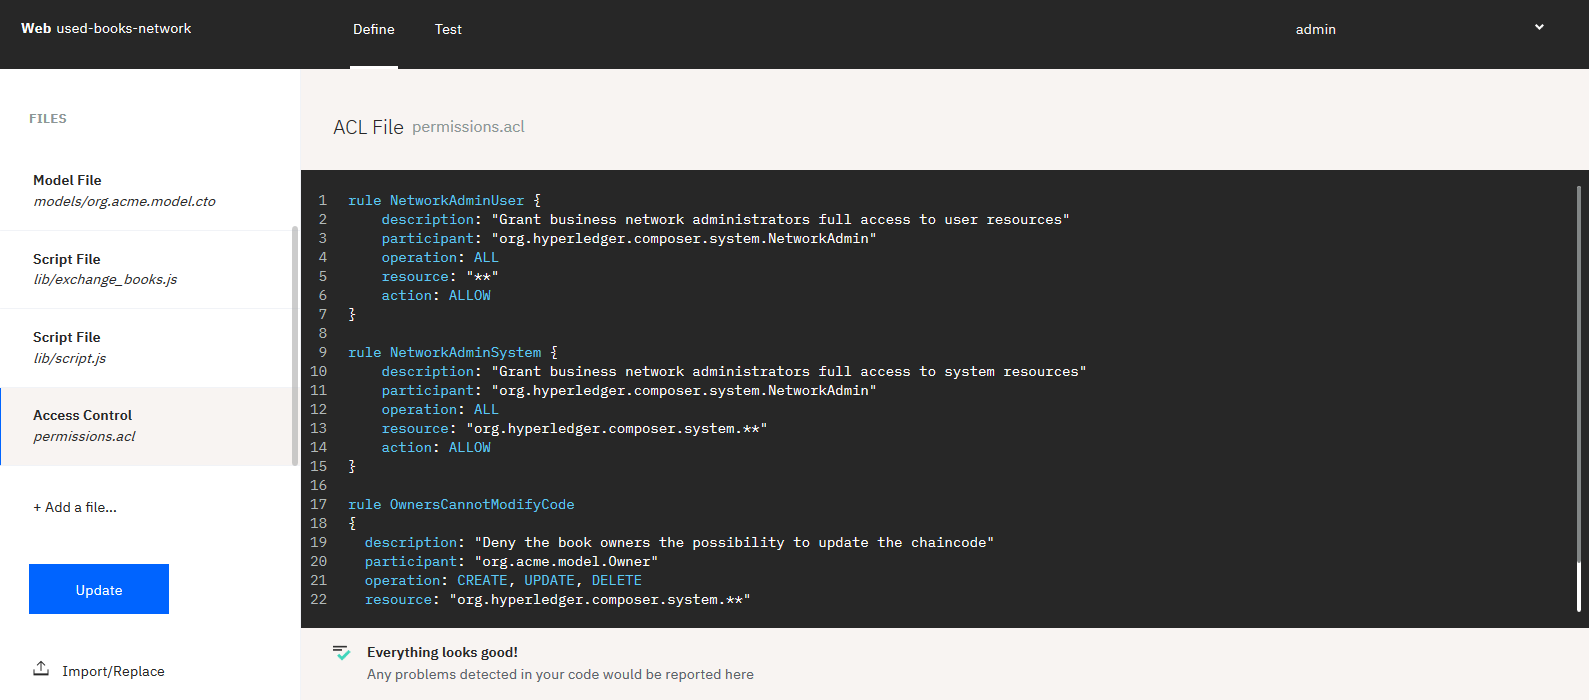 Web used-books-network
Define
Test
admin
FILES
Model File
models/org.acme.model.cto
Script File
lib/exchange_books.js
Script File
lib/script.js
Access Control
permissions.acl
+ Add a file...
Update
Import/Replace
ACL File permissions.acl
1 rule NetworkAdminUser {
2     description: "Grant business network administrators full access to user resources"
3     participant: "org.hyperledger.composer.system.NetworkAdmin"
4     operation: ALL
5     resource: "**"
6     action: ALLOW
7 }
8
9 rule NetworkAdminSystem {
10     description: "Grant business network administrators full access to system resources"
11     participant: "org.hyperledger.composer.system.NetworkAdmin"
12     operation: ALL
13     resource: "org.hyperledger.composer.system.**"
14     action: ALLOW
15 }
16
17 rule OwnersCannotModifyCode
18 {
19   description: "Deny the book owners the possibility to update the chaincode"
20   participant: "org.acme.model.Owner"
21   operation: CREATE, UPDATE, DELETE
22   resource: "org.hyperledger.composer.system.**"
Everything looks good!
Any problems detected in your code would be reported here